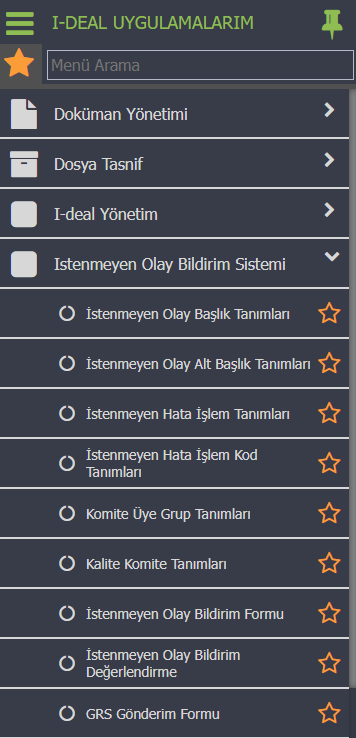 I-DEAL UYGULAMALARIM
Menü Arama
Doküman Yönetimi
Dosya Tasnif
I-deal Yönetim
Istenmeyen Olay Bildirim Sistemi
İstenmeyen Olay Başlık Tanımları
İstenmeyen Olay Alt Başlık Tanımları
İstenmeyen Hata İşlem Tanımları
İstenmeyen Hata İşlem Kod
Tanımları
Komite Üye Grup Tanımları
Kalite Komite Tanımları
İstenmeyen Olay Bildirim Formu
İstenmeyen Olay Bildirim
Değerlendirme
GRS Gönderim Formu